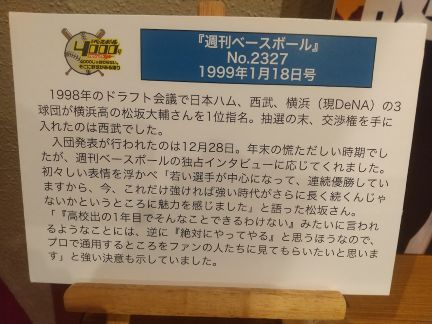 週刊ベースボール
4000号
『週刊ベースボール』
No.2327
1999年1月18日号
1998年のドラフト会議で日本ハム、西武、横浜（現DeNA）の3
球団が横浜高の松坂大輔さんを1位指名。抽選の末、交渉権を手に
入れたのは西武でした。
入団発表が行われたのは12月28日。年末の慌ただしい時期でし
たが、週刊ベースボールの独占インタビューに応じてくれました。
初々しい表情を浮かべ「若い選手が中心になって、連続優勝してい
ますから、今、これだけ強ければ強い時代がさらに長く続くんじゃ
ないかというところに魅力を感じました」と語った松坂さん。
「『高校出の1年目でそんなことできるわけない』みたいに言われ
るようなことには、逆に『絶対にやってやる』と思うほうなので、
プロで通用するところをファンの人たちに見てもらいたいと思いま
す」と強い決意も示していました。